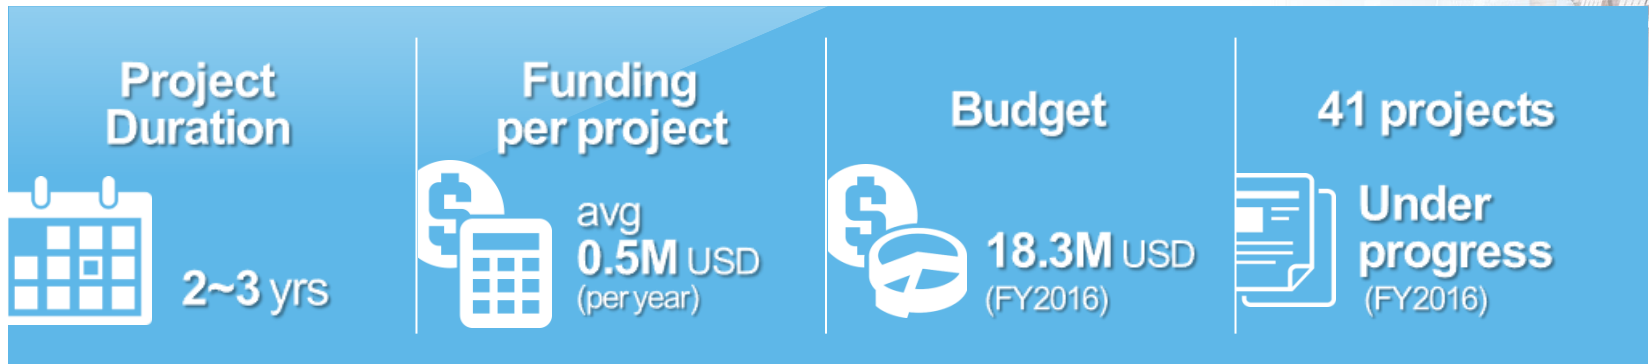 Project
Duration
2~3 yrs
Funding
per project
avg
0.5M USD
(per year)
Budget
18.3M USD
(FY2016)
41 projects
Under
progress
(FY2016)